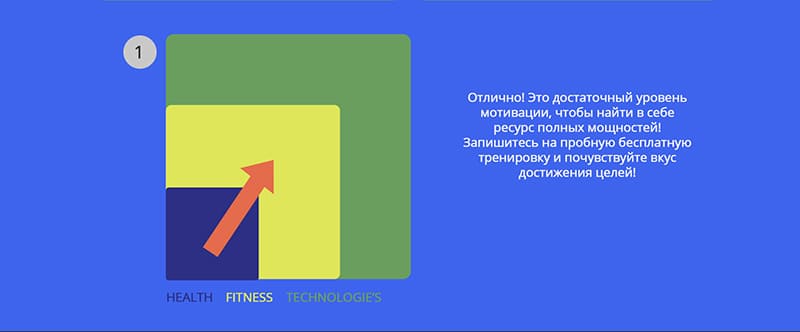 1
Отлично! Это достаточный уровень
мотивации, чтобы найти в себе
ресурс полных мощностей!
Запишитесь на пробную бесплатную
тренировку и почувствуйте вкус
достижения целей!
HEALTH FITNESS TECHNOLOGIE'S